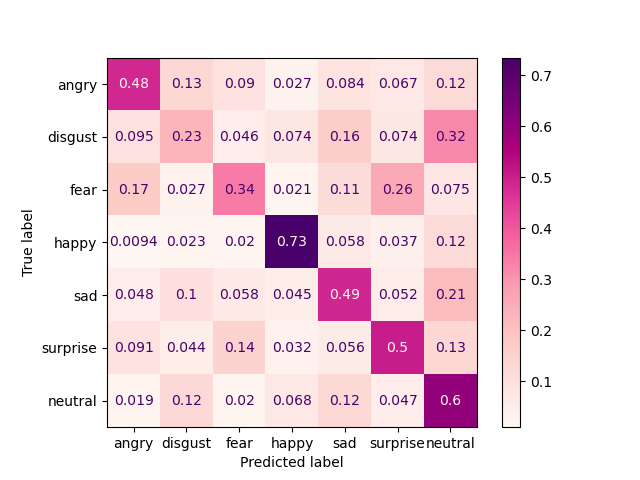 angry 0.48 0.13 0.09 0.027 0.084 0.067 0.12
disgust 0.095 0.23 0.046 0.074 0.16 0.074 0.32
fear 0.17 0.027 0.34 0.021 0.11 0.26 0.075
happy 0.0094 0.023 0.02 0.73 0.058 0.037 0.12
sad 0.048 0.1 0.058 0.045 0.49 0.052 0.21
surprise 0.091 0.044 0.14 0.032 0.056 0.5 0.13
neutral 0.019 0.12 0.02 0.068 0.12 0.047 0.6
angry disgust fear happy sad surprise neutral
Predicted label
True label
0.7
0.6
0.5
0.4
0.3
0.2
0.1